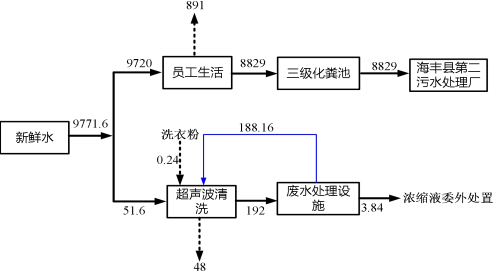 891
9720
员工生活
8829
三级化粪池
8829
海丰县第二
污水处理厂
新鲜水
9771.6
洗衣粉
188.16
0.24
51.6
超声波清
洗
192
废水处理设
施
3.84
浓缩液委外处置
48